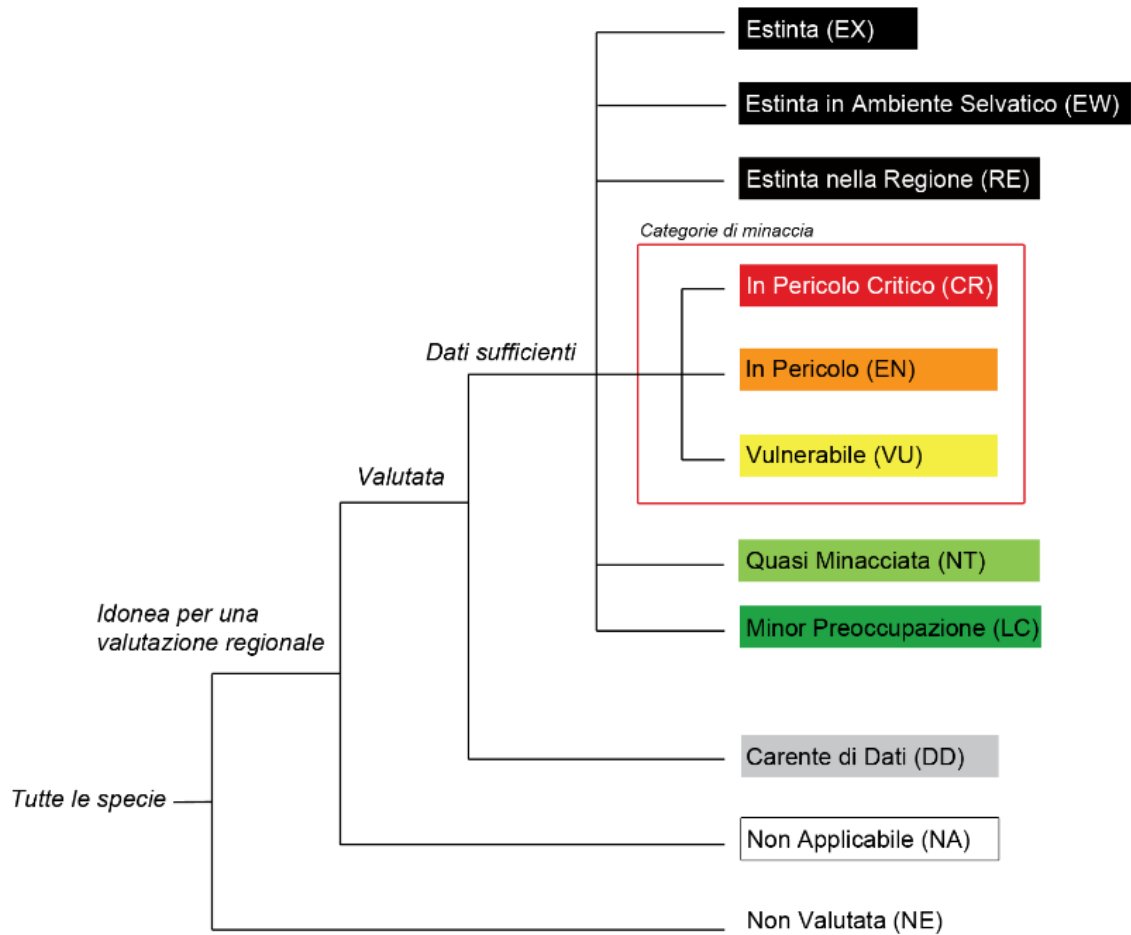 Estinta (EX)
Estinta in Ambiente Selvatico (EW)
Estinta nella Regione (RE)
Categorie di minaccia
In Pericolo Critico (CR)
Dati sufficienti
In Pericolo (EN)
Vulnerabile (VU)
Valutata
Quasi Minacciata (NT)
Idonea per una
valutazione regionale
Minor Preoccupazione (LC)
Carente di Dati (DD)
Tutte le specie
Non Applicabile (NA)
Non Valutata (NE)